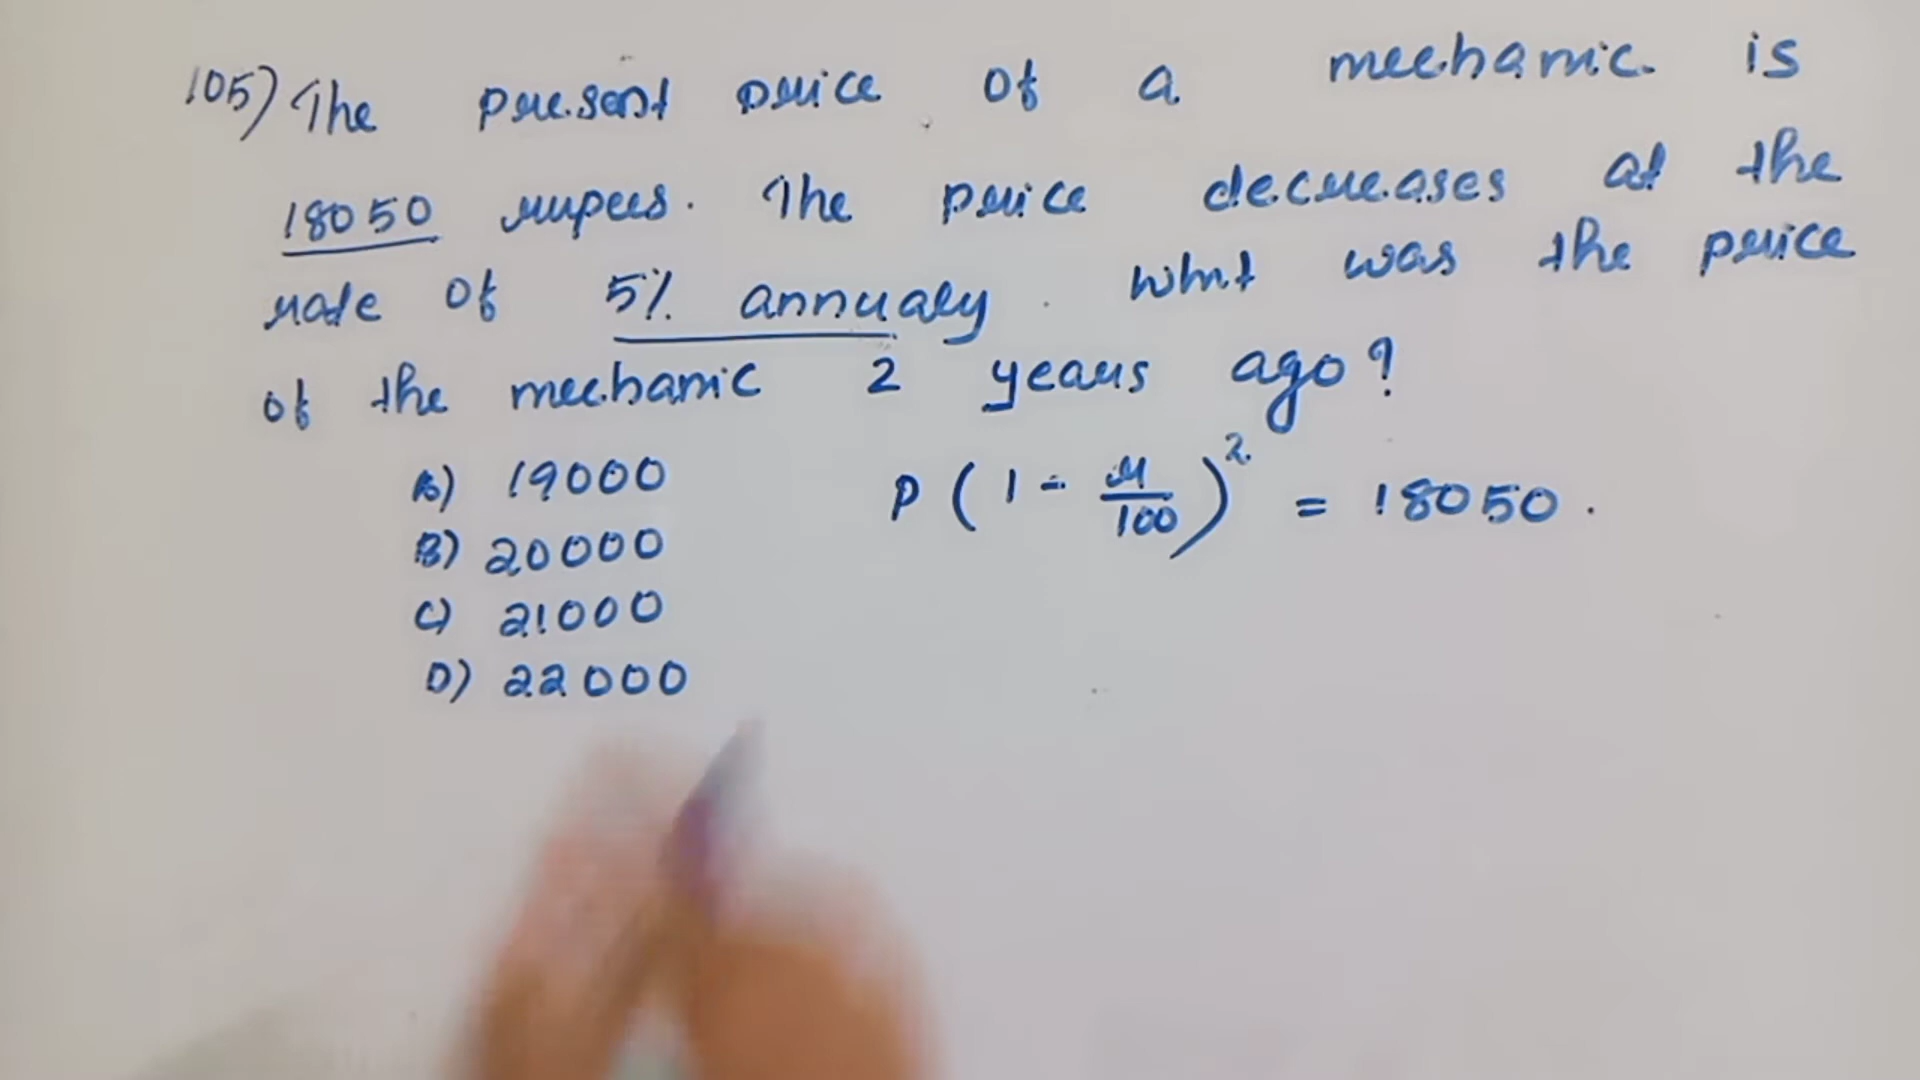 105) The present price of a mechanic is
18050 rupees. The price decreases at the
rate of 5% annualy. What was the price
of the mechanic 2 years ago?
A) 19000
B) 20000
C) 21000
D) 22000
P(1 - r/100)² = 18050.